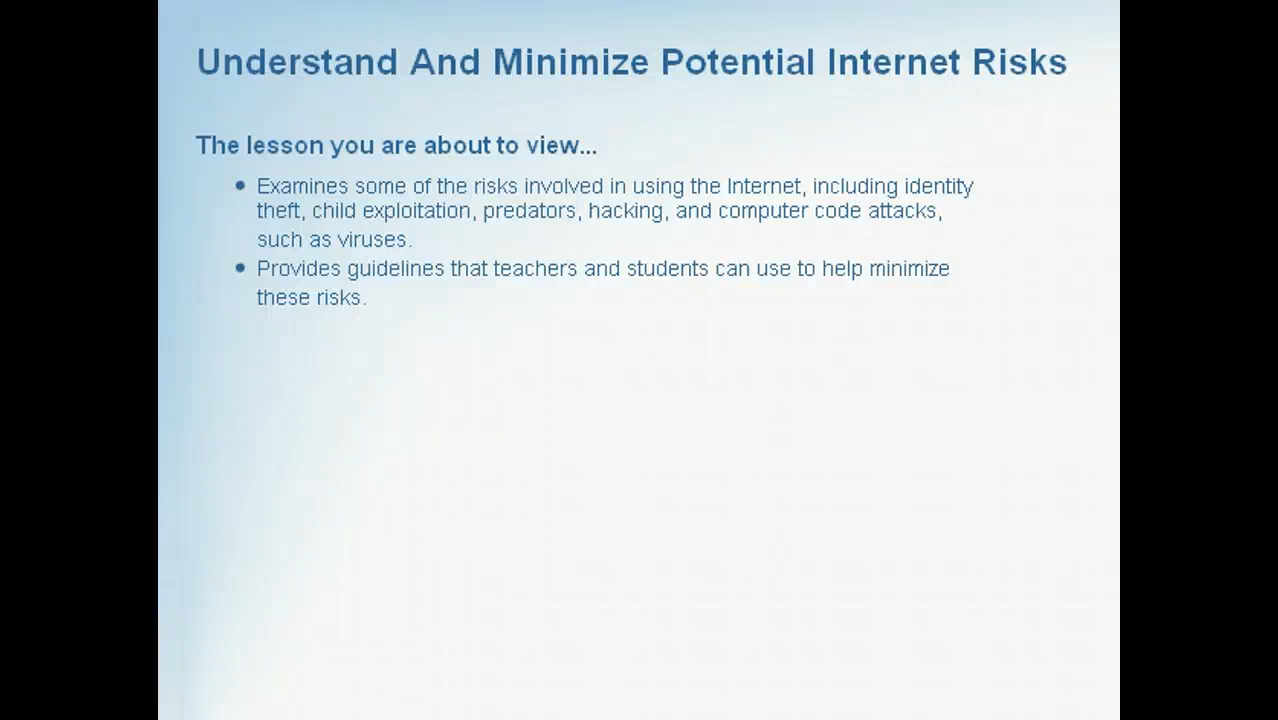 Understand And Minimize Potential Internet Risks
The lesson you are about to view...
• Examines some of the risks involved in using the Internet, including identity
theft, child exploitation, predators, hacking, and computer code attacks,
such as viruses.
• Provides guidelines that teachers and students can use to help minimize
these risks.